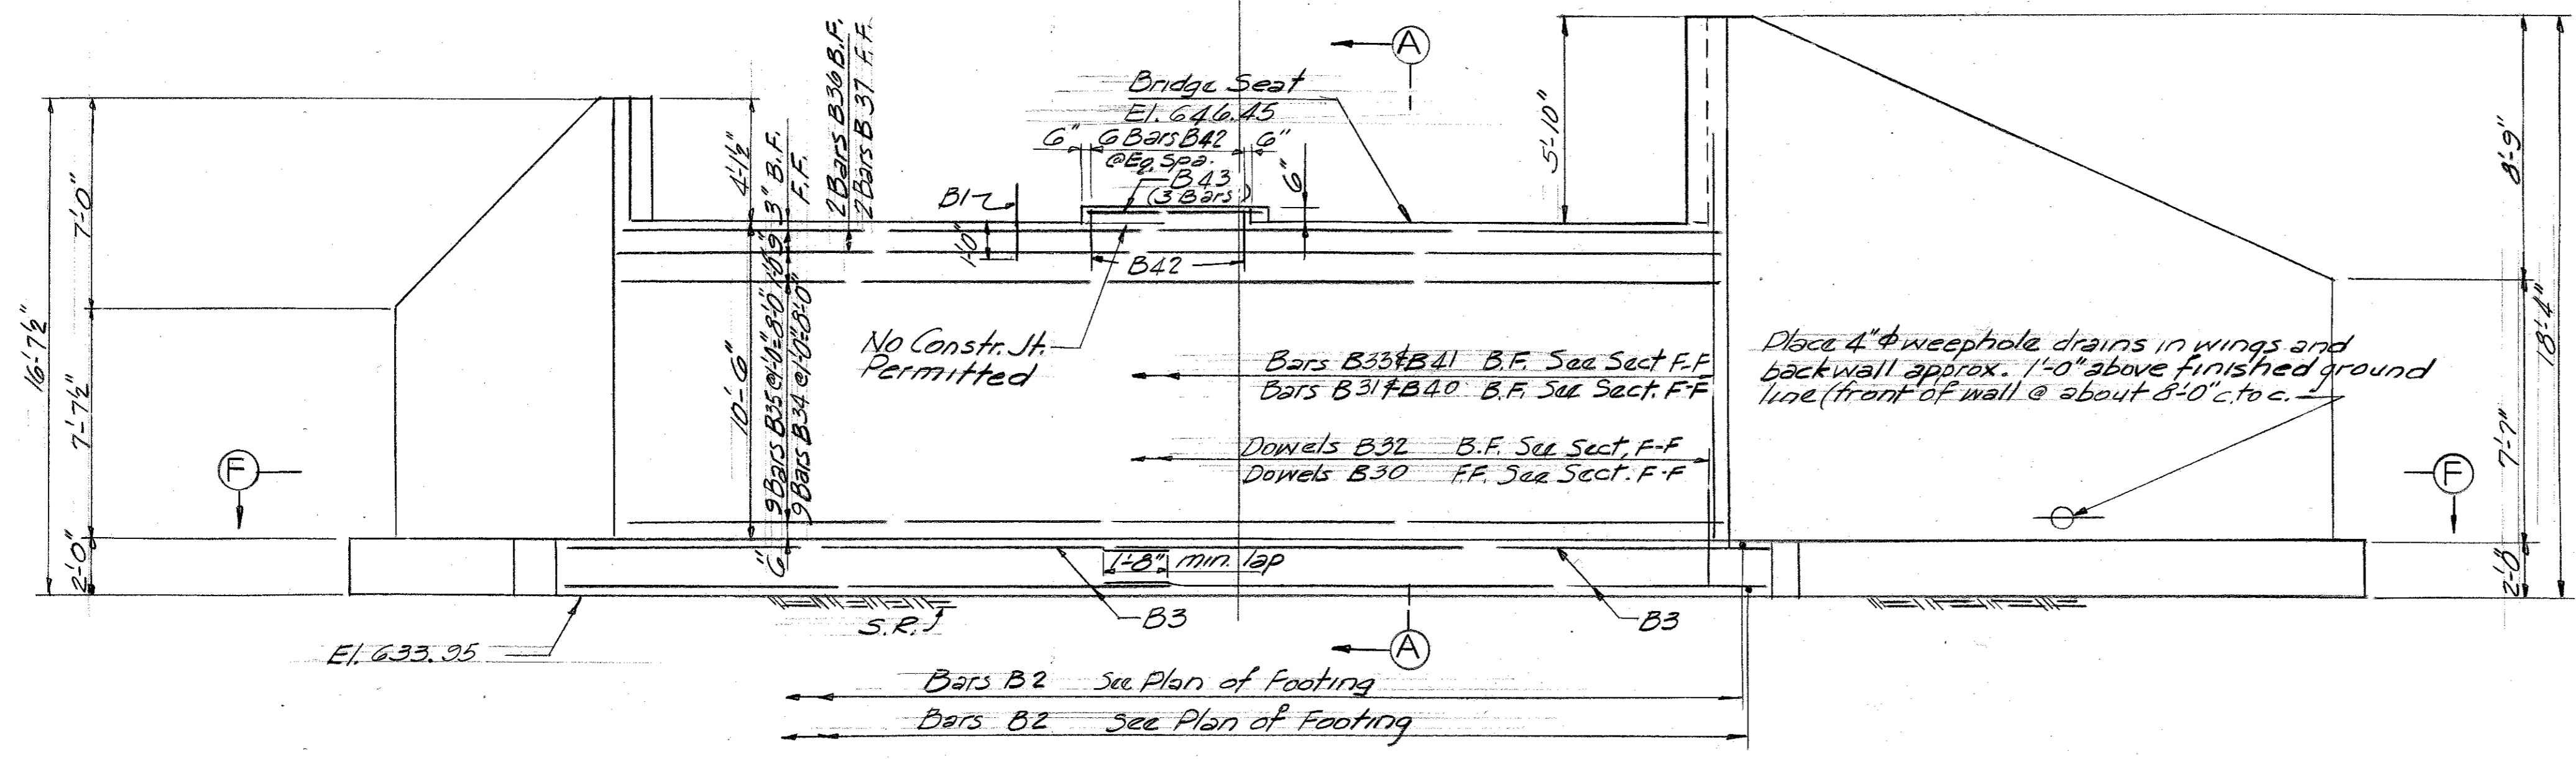 A
Bridge Seat
El. 646.45
6" 6 Bars B42 6"
@ Eq. Spa.
B43
(3 Bars)
6"
B1
1'-0"
B42
2 Bars B36 B.F.
2 Bars B37 F.F.
4'-1½"
3" B.F.
F.F.
10'-6"
9 Bars B35 @ 1'-0"=8'-0" 1'-0" 9"
9 Bars B34 @ 1'-0"=8'-0"
6"
16'-7½"
7'-0"
7'-7½"
2'-0"
5'-10"
8'-9"
18'-4"
7'-7"
2'-0"
No Constr. Jt.
Permitted
Bars B33 & B41 B.F. See Sect F-F
Bars B31 & B40 B.F. See Sect. F-F
Dowels B32 B.F. See Sect. F-F
Dowels B30 F.F. See Sect. F-F
Place 4" ⌀ weephole drains in wings and
backwall approx. 1'-0" above finished ground
line (front of wall @ about 8'-0" c. to c.
F
F
1'-8" min. lap
S.R.
B3
B3
A
El. 633.95
Bars B2 See Plan of Footing
Bars B2 See Plan of Footing